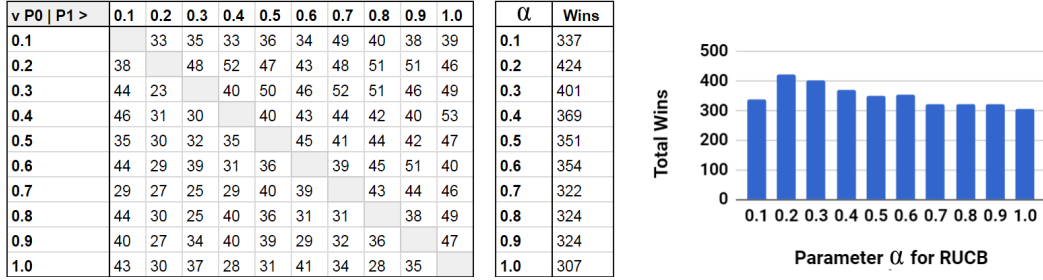 v P0 | P1 > 0.1 0.2 0.3 0.4 0.5 0.6 0.7 0.8 0.9 1.0
0.1 33 35 33 36 34 49 40 38 39
0.2 38 48 52 47 43 48 51 51 46
0.3 44 23 40 50 46 52 51 46 49
0.4 46 31 30 40 43 44 42 40 53
0.5 35 30 32 35 45 41 44 42 47
0.6 44 29 39 31 36 39 45 51 40
0.7 29 27 25 29 40 39 43 44 46
0.8 44 30 25 40 36 31 31 38 49
0.9 40 27 34 40 39 29 32 36 47
1.0 43 30 37 28 31 41 34 28 35
α Wins
0.1 337
0.2 424
0.3 401
0.4 369
0.5 351
0.6 354
0.7 322
0.8 324
0.9 324
1.0 307
Total Wins
500
400
300
200
100
0
0.1 0.2 0.3 0.4 0.5 0.6 0.7 0.8 0.9 1.0
Parameter α for RUCB